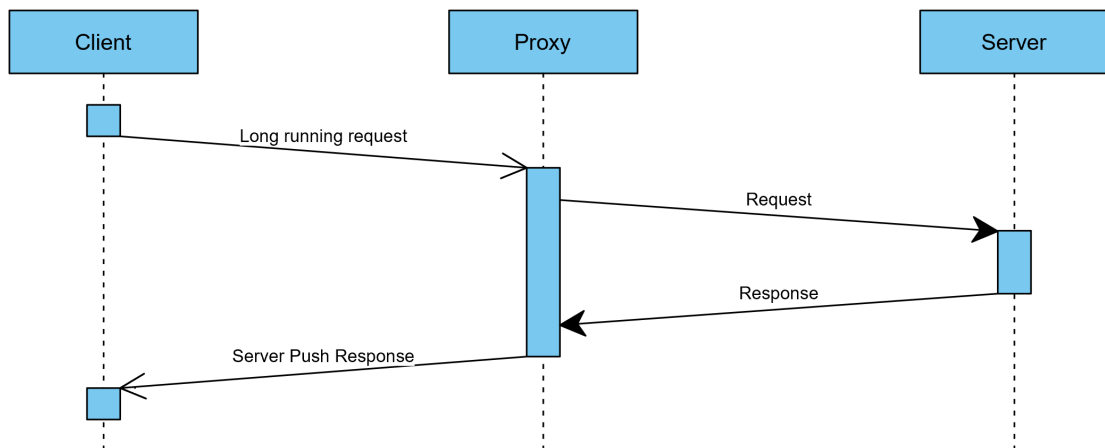 Client
Proxy
Server
Long running request
Request
Response
Server Push Response